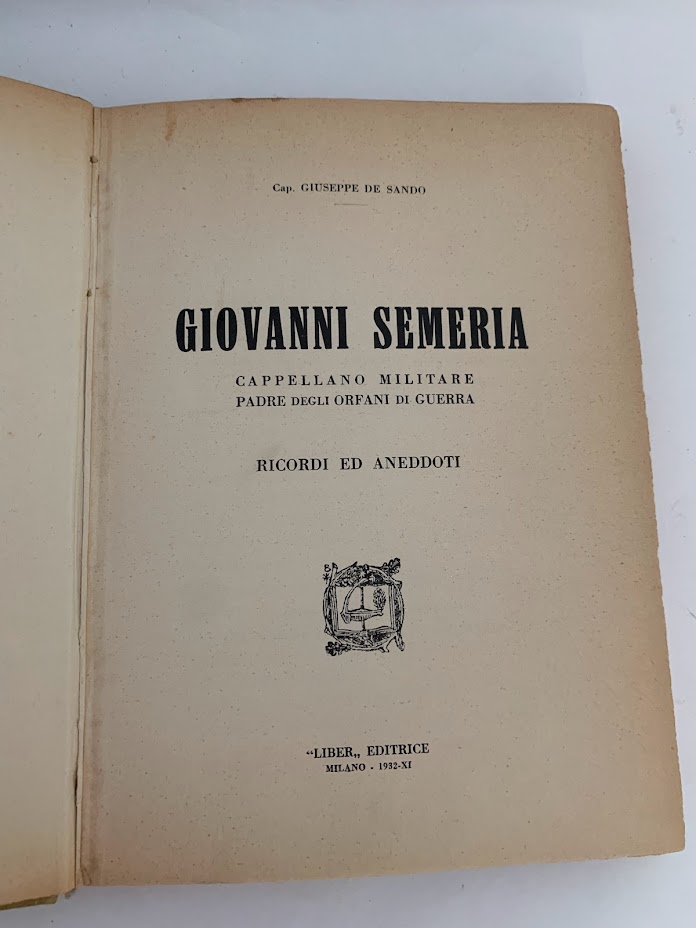 Cap. GIUSEPPE DE SANDO
GIOVANNI SEMERIA
CAPPELLANO MILITARE
PADRE DEGLI ORFANI DI GUERRA
RICORDI ED ANEDDOTI
“LIBER„ EDITRICE
MILANO - 1932-XI